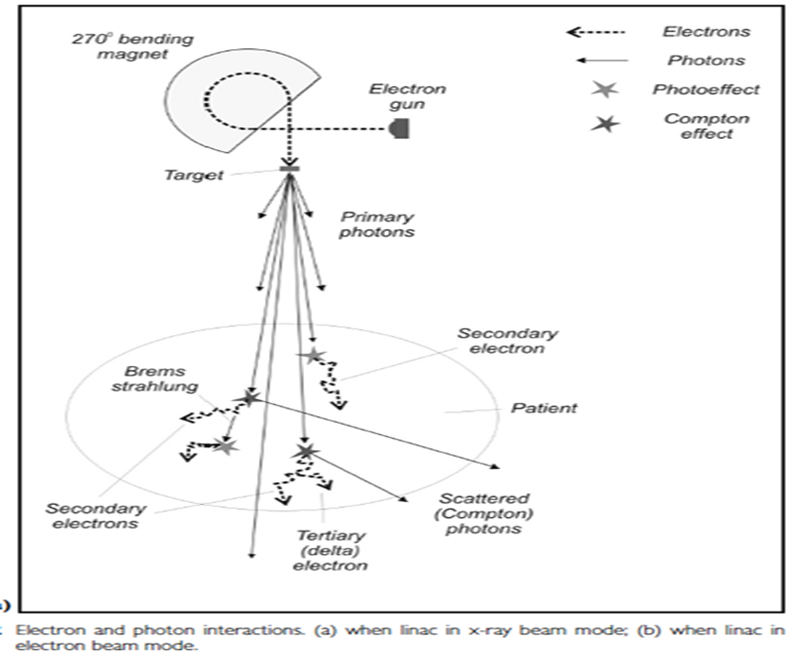 270° bending
magnet
Electron
gun
Target
Primary
photons
Electrons
Photons
Photoeffect
Compton
effect
Secondary
electron
Brems
strahlung
Patient
Secondary
electrons
Scattered
(Compton)
photons
Tertiary
(delta)
electron
Electron and photon interactions. (a) when linac in x-ray beam mode; (b) when linac in
electron beam mode.